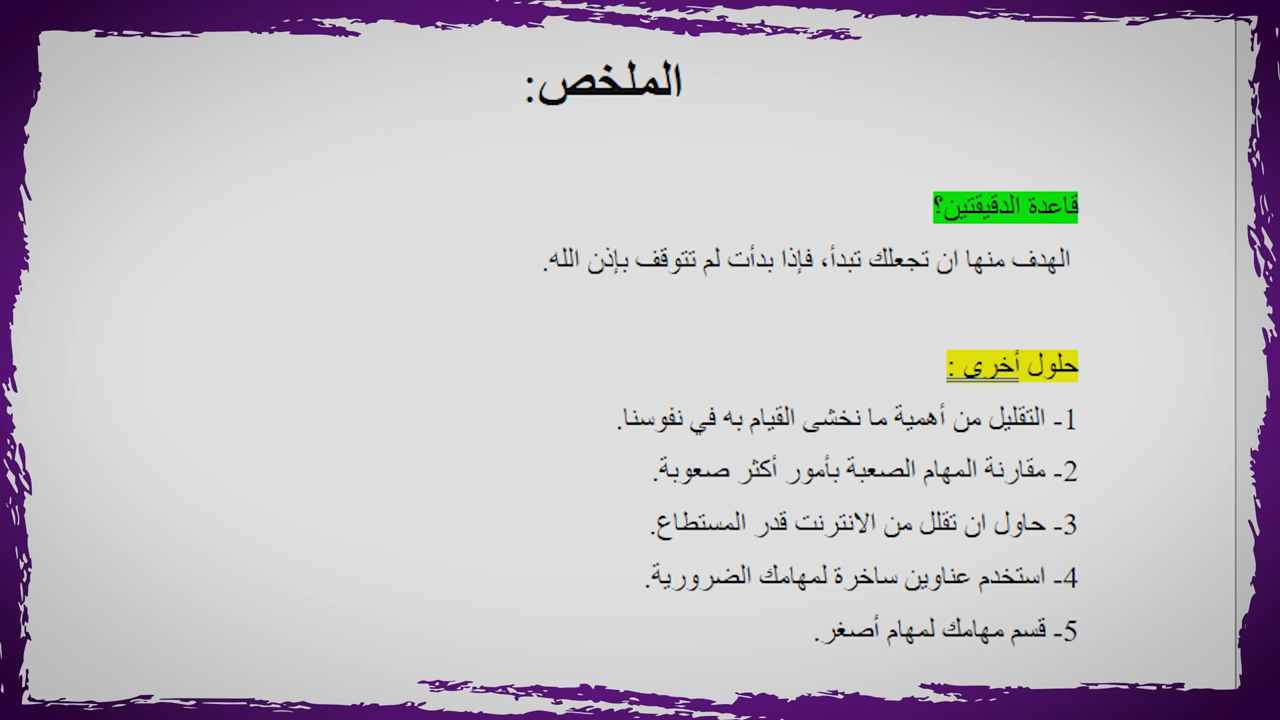 الملخص:
قاعدة الدقيقتين؟
الهدف منها ان تجعلك تبدأ، فإذا بدأت لم تتوقف بإذن الله.
حلول أخرى :
1- التقليل من أهمية ما نخشى القيام به في نفوسنا.
2- مقارنة المهام الصعبة بأمور أكثر صعوبة.
3- حاول ان تقلل من الانترنت قدر المستطاع.
4- استخدم عناوين ساخرة لمهامك الضرورية.
5- قسم مهامك لمهام أصغر.